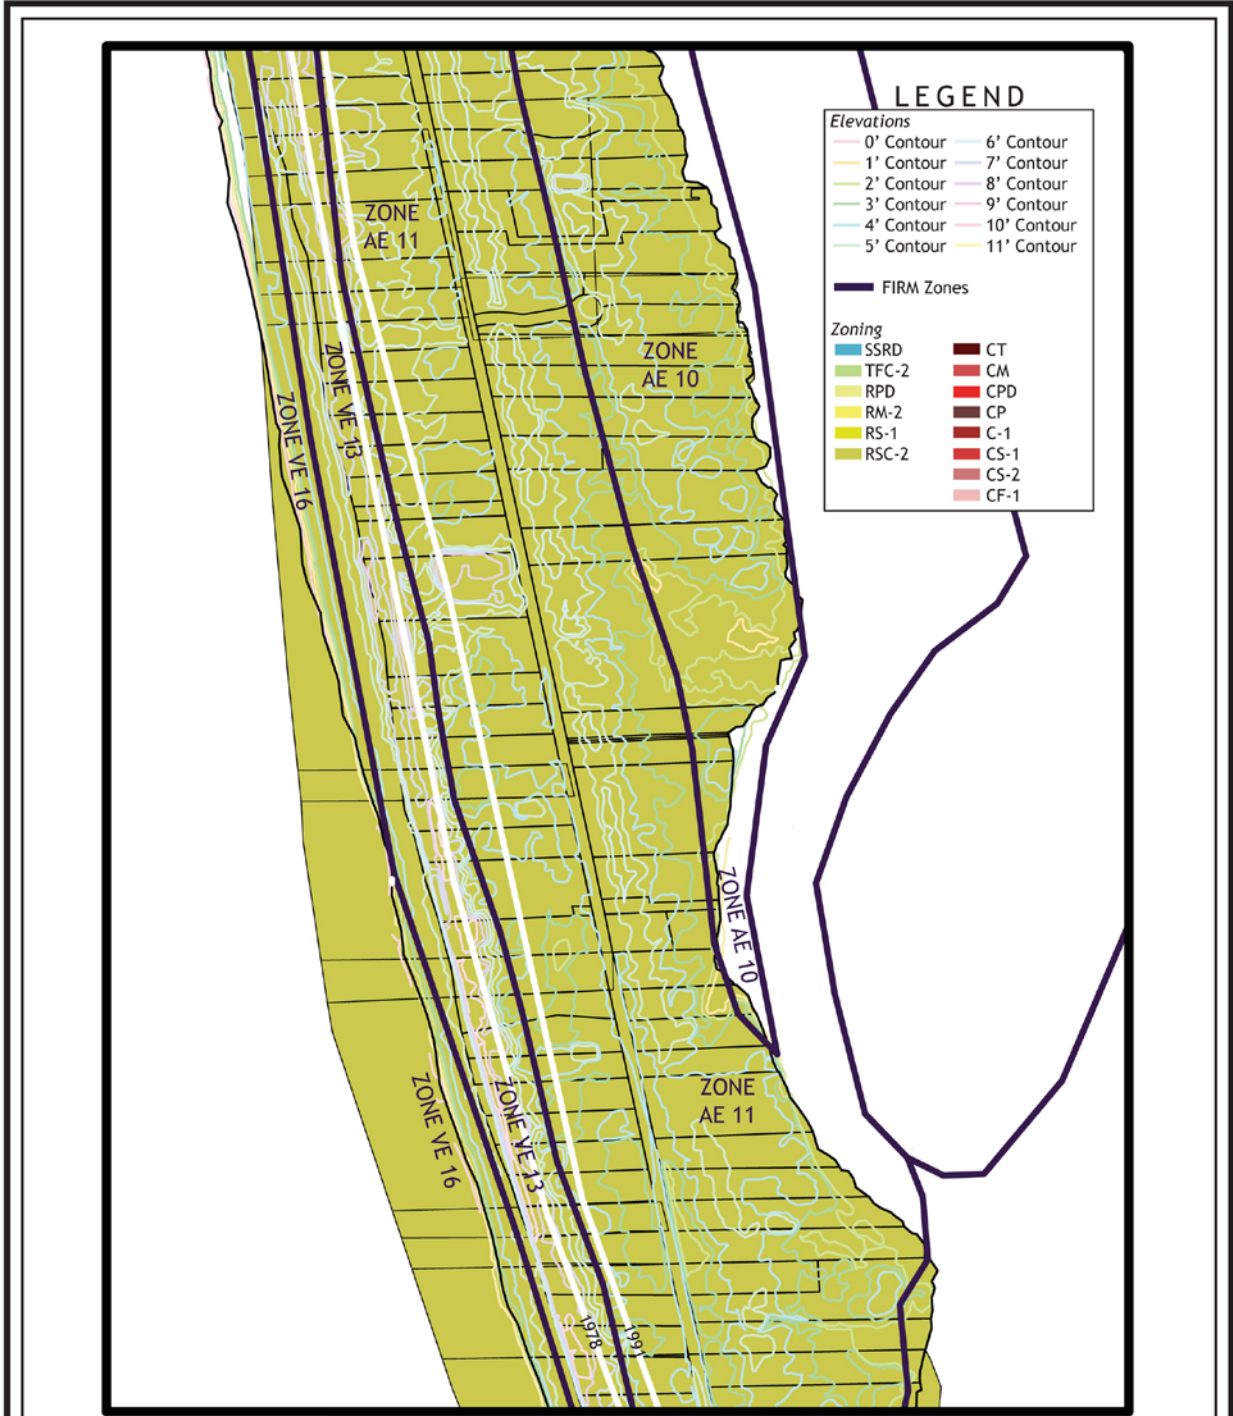 LEGEND
Elevations
0' Contour
1' Contour
2' Contour
3' Contour
4' Contour
5' Contour
6' Contour
7' Contour
8' Contour
9' Contour
10' Contour
11' Contour
FIRM Zones
Zoning
SSRD
TFC-2
RPD
RM-2
RS-1
RSC-2
CT
CM
CPD
CP
C-1
CS-1
CS-2
CF-1
ZONE
AE 11
ZONE
AE 10
ZONE VE 13
ZONE VE 16
ZONE AE 10
ZONE
AE 11
ZONE VE 16
ZONE VE 13
1978
1991